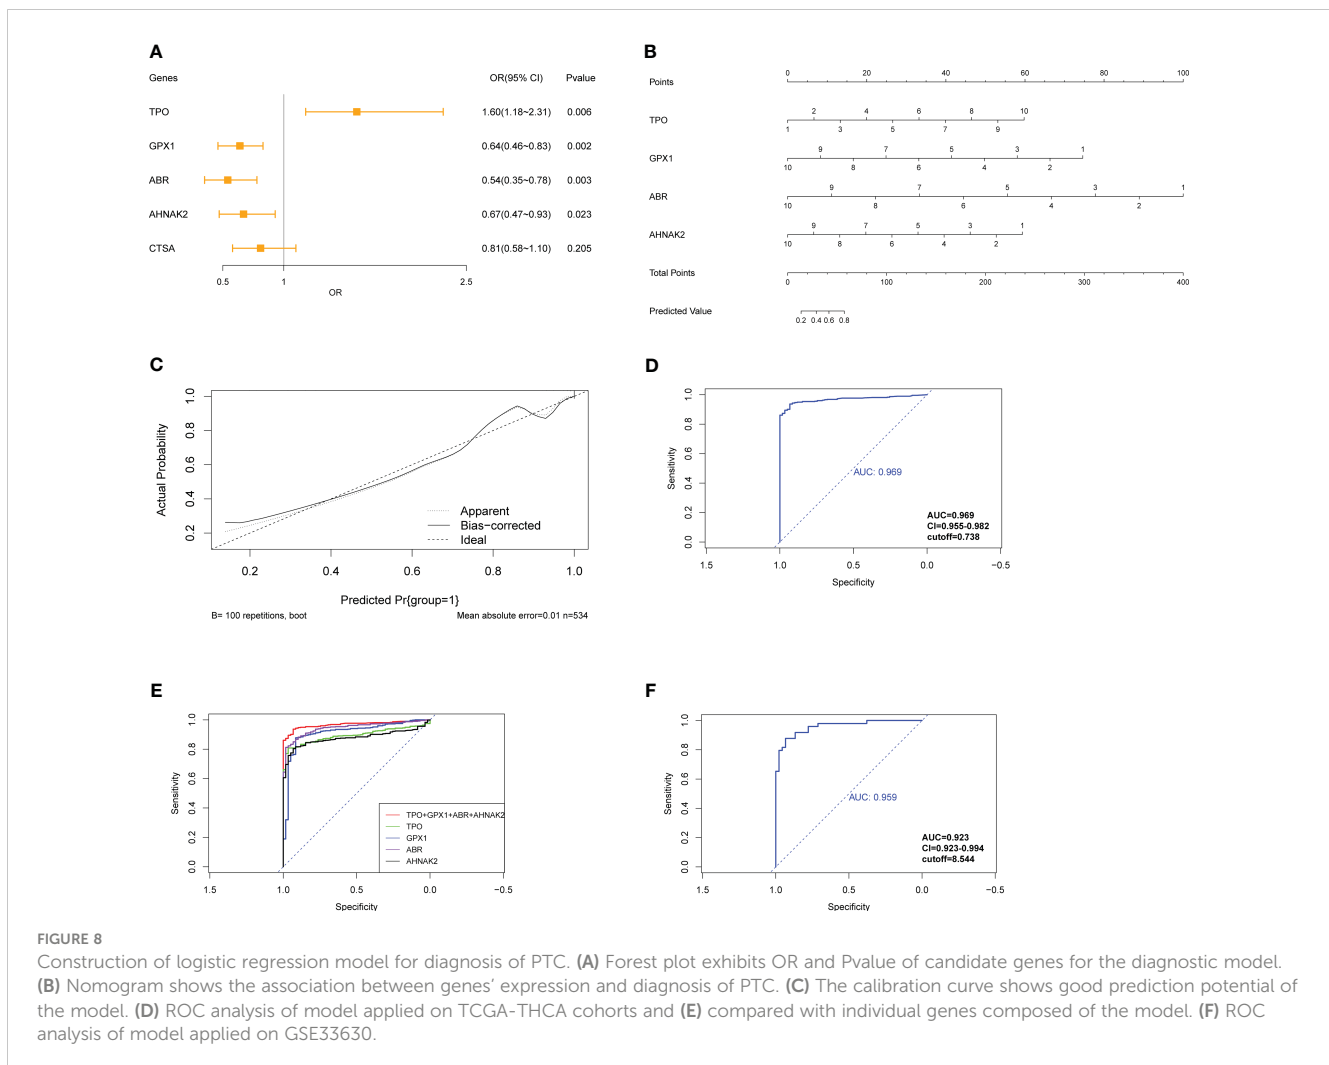 A
Genes OR(95% CI) Pvalue
TPO 1.60(1.18~2.31) 0.006
GPX1 0.64(0.46~0.83) 0.002
ABR 0.54(0.35~0.78) 0.003
AHNAK2 0.67(0.47~0.93) 0.023
CTSA 0.81(0.58~1.10) 0.205
0.5 1 2.5
OR
B
Points 0 20 40 60 80 100
2 4 6 8 10
TPO
1 3 5 7 9
9 7 5 3 1
GPX1
10 8 6 4 2
9 7 5 3 1
ABR
10 8 6 4 2
9 7 5 3 1
AHNAK2
10 8 6 4 2
Total Points
0 100 200 300 400
Predicted Value
0.2 0.4 0.6 0.8
C
Actual Probability
1.0
0.8
0.6
0.4
0.2
Apparent
Bias−corrected
Ideal
0.2 0.4 0.6 0.8 1.0
Predicted Pr{group=1}
B= 100 repetitions, boot Mean absolute error=0.01 n=534
D
Sensitivity
1.0
0.8
0.6
0.4
0.2
0.0
AUC: 0.969
AUC=0.969
CI=0.955-0.982
cutoff=0.738
1.5 1.0 0.5 0.0 −0.5
Specificity
E
Sensitivity
1.0
0.8
0.6
0.4
0.2
0.0
TPO+GPX1+ABR+AHNAK2
TPO
GPX1
ABR
AHNAK2
1.5 1.0 0.5 0.0 −0.5
Specificity
F
Sensitivity
1.0
0.8
0.6
0.4
0.2
0.0
AUC: 0.959
AUC=0.923
CI=0.923-0.994
cutoff=8.544
1.5 1.0 0.5 0.0 −0.5
Specificity
FIGURE 8
Construction of logistic regression model for diagnosis of PTC. (A) Forest plot exhibits OR and Pvalue of candidate genes for the diagnostic model.
(B) Nomogram shows the association between genes’ expression and diagnosis of PTC. (C) The calibration curve shows good prediction potential of
the model. (D) ROC analysis of model applied on TCGA-THCA cohorts and (E) compared with individual genes composed of the model. (F) ROC
analysis of model applied on GSE33630.